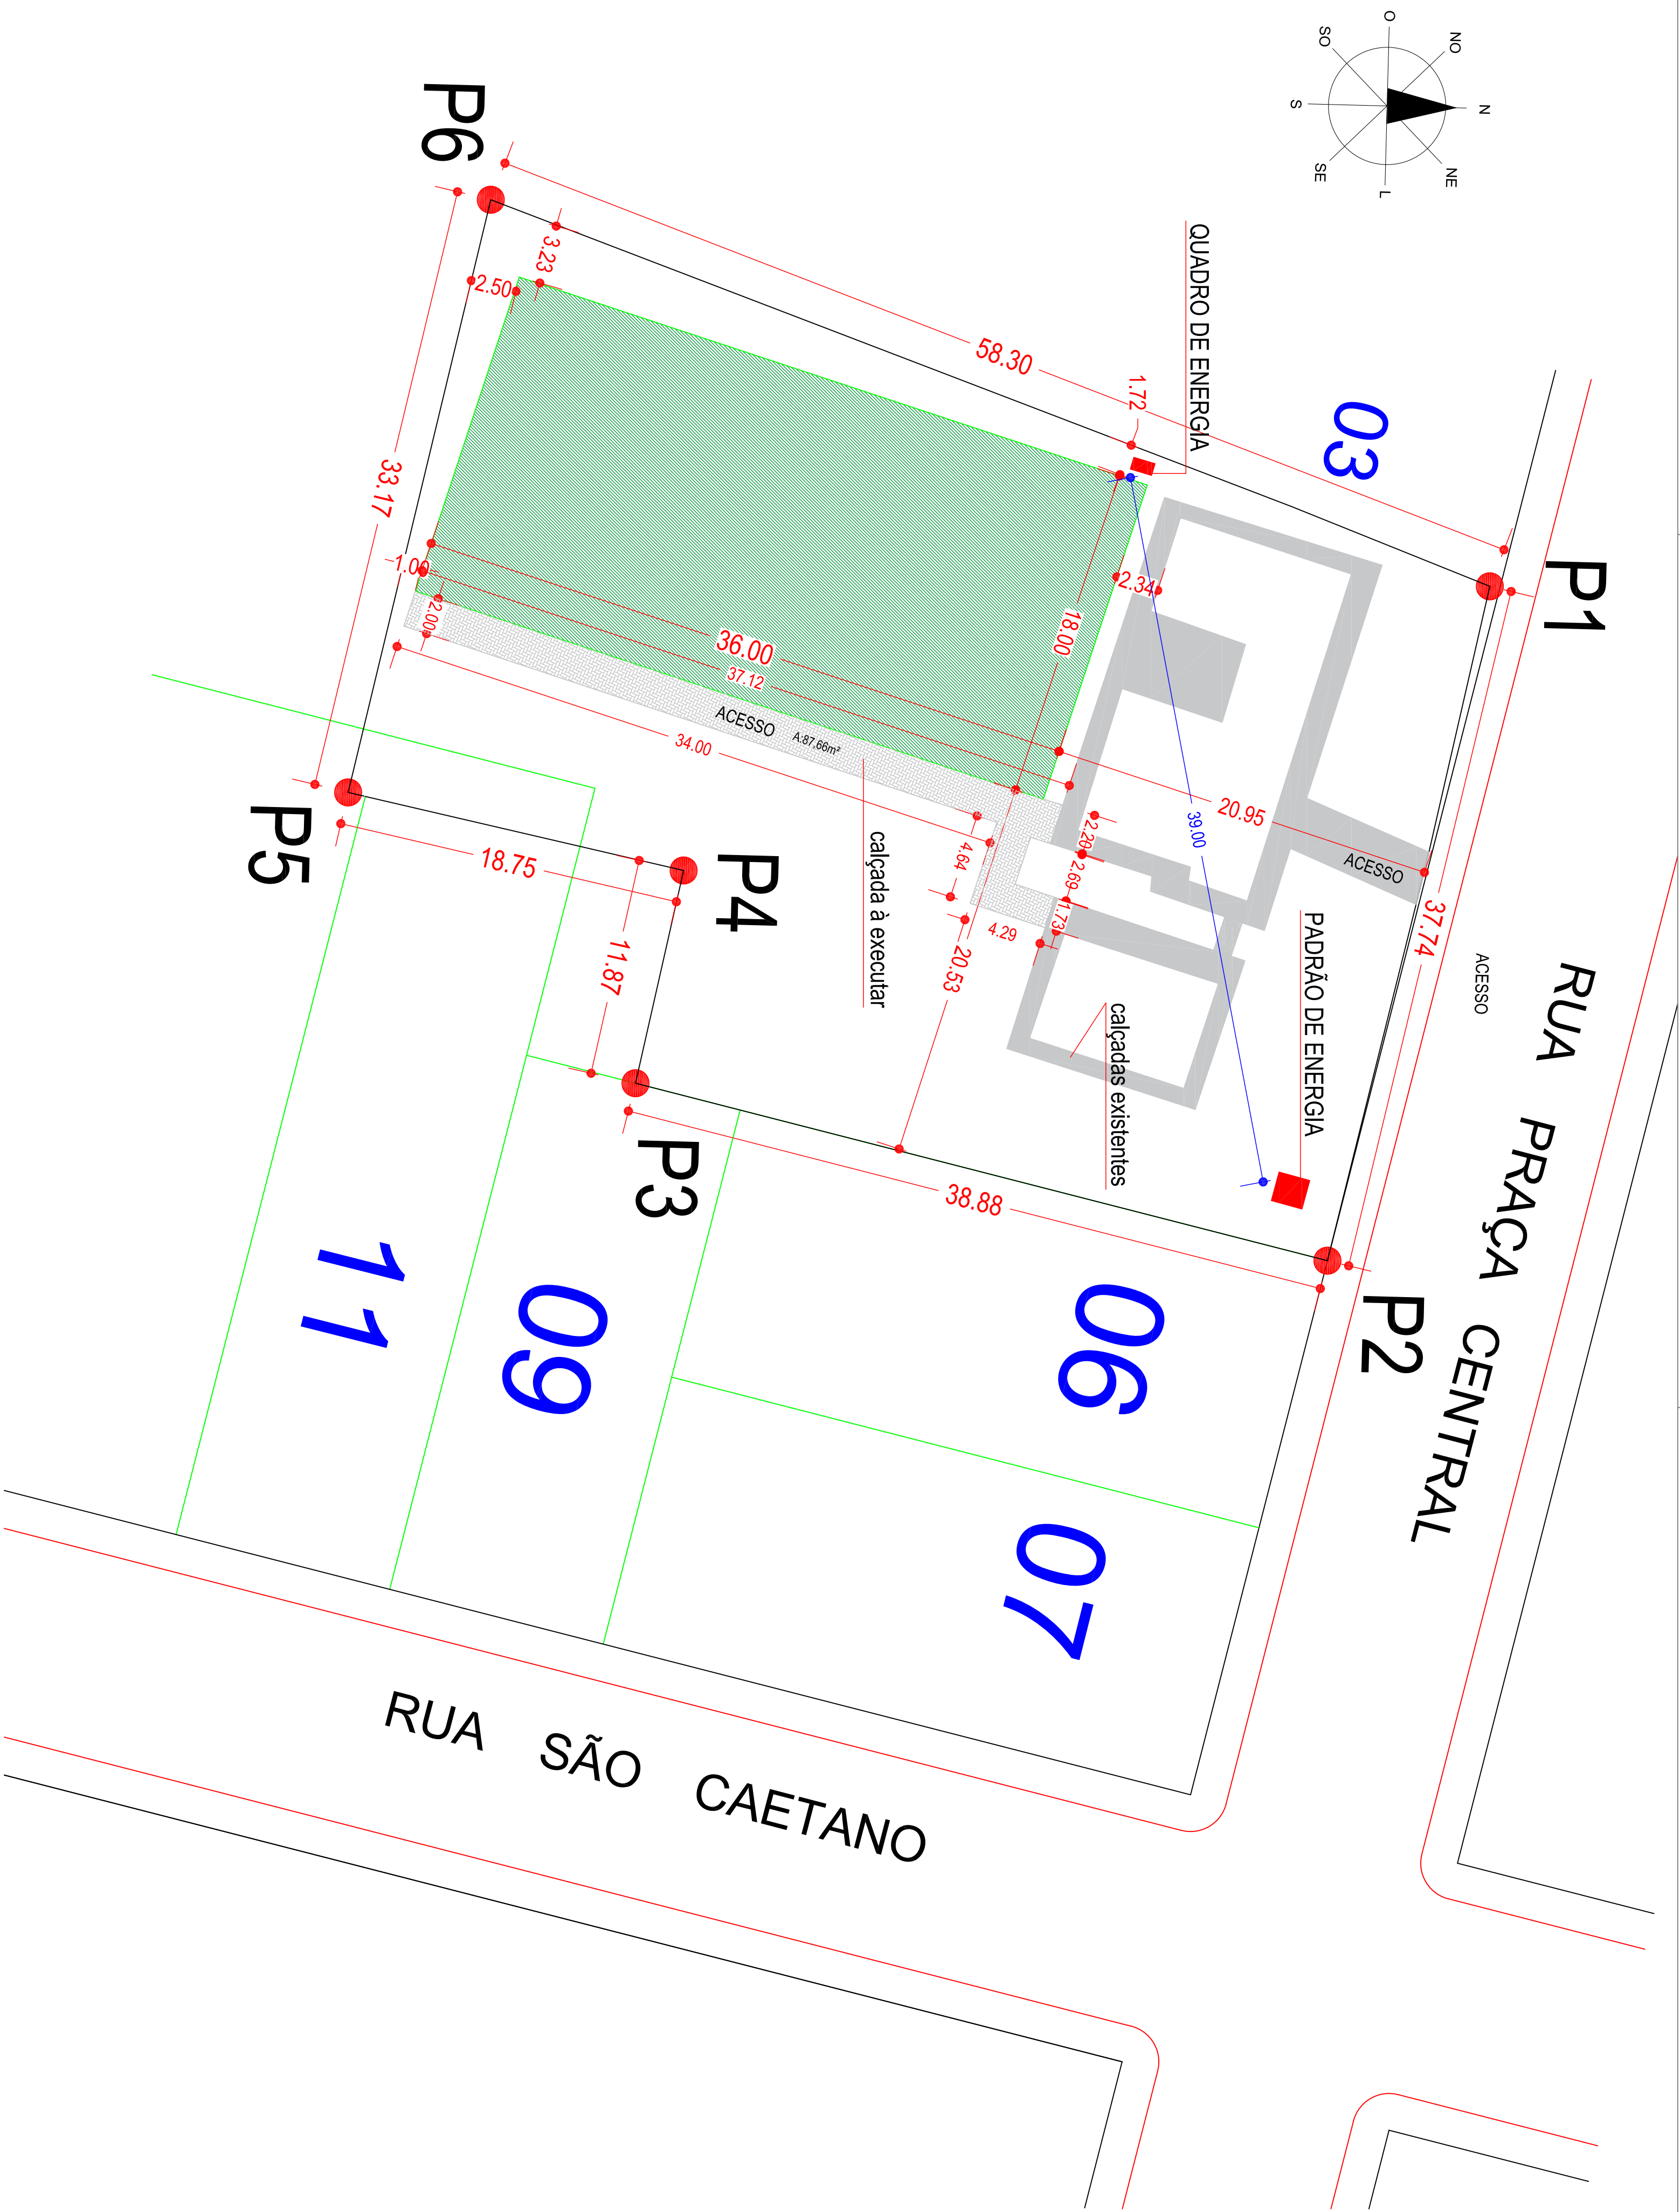 N
NO
NE
O
L
SO
SE
S
P1
RUA PRAÇA CENTRAL
03
ACESSO
37.74
P2
QUADRO DE ENERGIA
1.72
58.30
ACESSO
PADRÃO DE ENERGIA
20.95
39.00
2.34
18.00
2.20
2.69
1.73
4.64
4.29
20.53
calçadas existentes
38.88
06
07
P6
3.23
2.50
36.00
37.12
ACESSO A:87,66m²
34.00
calçada à executar
1.00
2.00
33.17
P4
11.87
P3
18.75
P5
09
11
RUA SÃO CAETANO